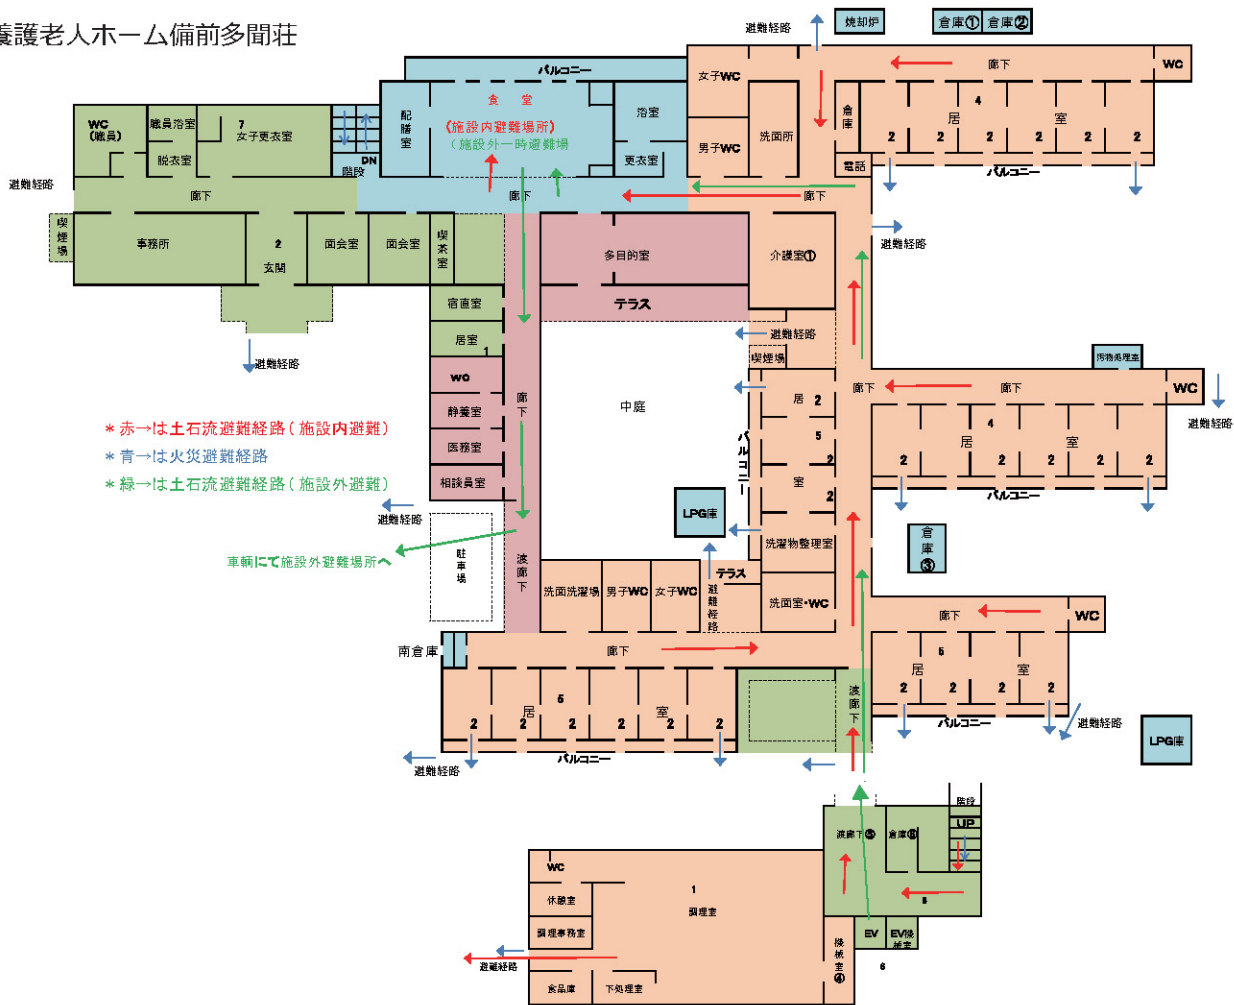 養護老人ホーム備前多聞荘
避難経路
焼却炉
倉庫①
倉庫②
バルコニー
女子WC
廊下
WC
WC
(職員)
職員浴室
7
女子更衣室
脱衣室
DN
階段
配膳室
食 堂
(施設内避難場所)
(施設外一時避難場
浴室
更衣室
男子WC
洗面所
倉庫
電話
4
居 室
2 2 2 2 2 2
バルコニー
避難経路
廊下
廊下
廊下
喫煙場
事務所
2
玄関
面会室
面会室
喫茶室
多目的室
介護室①
避難経路
テラス
宿直室
居室
1
避難経路
避難経路
喫煙場
汚物処理室
WC
静養室
医務室
相談員室
廊下
中庭
バルコニー
居 2
5
2
室
2
洗濯物整理室
洗面室・WC
廊下
廊下
WC
避難経路
4
居 室
2 2 2 2 2 2
バルコニー
*赤→は土石流避難経路(施設内避難)
*青→は火災避難経路
*緑→は土石流避難経路(施設外避難)
避難経路
LPG庫
倉庫③
車輌にて施設外避難場所へ
駐車場
渡廊下
洗面洗濯場
男子WC
女子WC
テラス
避難経路
廊下
WC
南倉庫
廊下
5
居 室
2 2 2 2 2 2
バルコニー
避難経路
渡廊下
5
居 室
2 2 2 2
バルコニー
避難経路
LPG庫
階段
UP
渡廊下⑤
WC
休憩室
調理事務室
1
調理室
避難経路
食品庫
下処理室
機械室④
EV
EV機械室
6